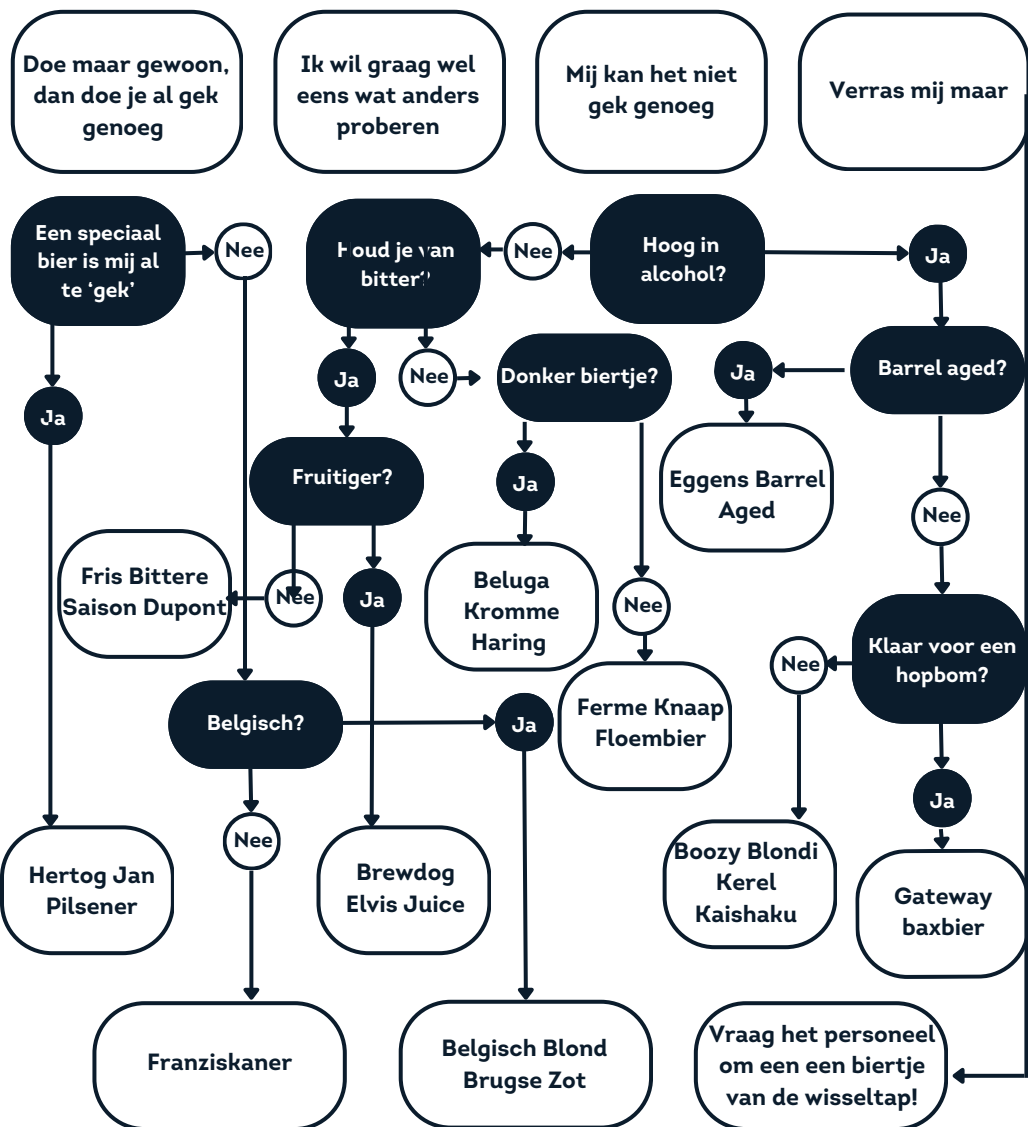 Doe maar gewoon,
dan doe je al gek
genoeg
Ik wil graag wel
eens wat anders
proberen
Mij kan het niet
gek genoeg
Verras mij maar
Een speciaal
bier is mij al
te ‘gek’
Nee
Houd je van
bitter?
Nee
Hoog in
alcohol?
Ja
Ja
Nee
Donker biertje?
Ja
Barrel aged?
Ja
Fruitiger?
Ja
Eggens Barrel
Aged
Nee
Fris Bittere
Saison Dupont
Nee
Ja
Beluga
Kromme
Haring
Nee
Klaar voor een
hopbom?
Nee
Belgisch?
Ja
Ferme Knaap
Floembier
Ja
Nee
Hertog Jan
Pilsener
Brewdog
Elvis Juice
Boozy Blondi
Kerel
Kaishaku
Gateway
baxbier
Franziskaner
Belgisch Blond
Brugse Zot
Vraag het personeel
om een een biertje
van de wisseltap!